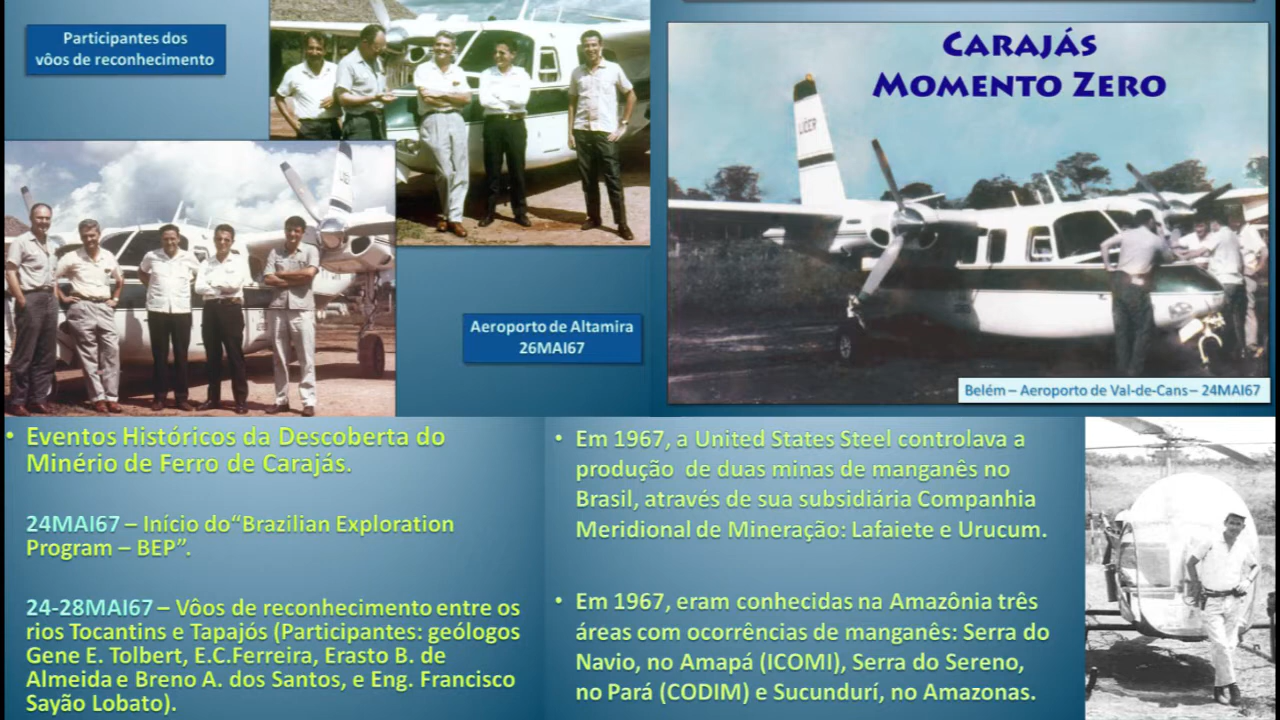 Participantes dos
vôos de reconhecimento
Aeroporto de Altamira
26MAI67
CARAJÁS
MOMENTO ZERO
LIGER
Belém – Aeroporto de Val-de-Cans – 24MAI67
• Eventos Históricos da Descoberta do
Minério de Ferro de Carajás.
24MAI67 – Início do“Brazilian Exploration
Program – BEP”.
24-28MAI67 – Vôos de reconhecimento entre os
rios Tocantins e Tapajós (Participantes: geólogos
Gene E. Tolbert, E.C.Ferreira, Erasto B. de
Almeida e Breno A. dos Santos, e Eng. Francisco
Sayão Lobato).
• Em 1967, a United States Steel controlava a
produção de duas minas de manganês no
Brasil, através de sua subsidiária Companhia
Meridional de Mineração: Lafaiete e Urucum.
• Em 1967, eram conhecidas na Amazônia três
áreas com ocorrências de manganês: Serra do
Navio, no Amapá (ICOMI), Serra do Sereno,
no Pará (CODIM) e Sucundurí, no Amazonas.